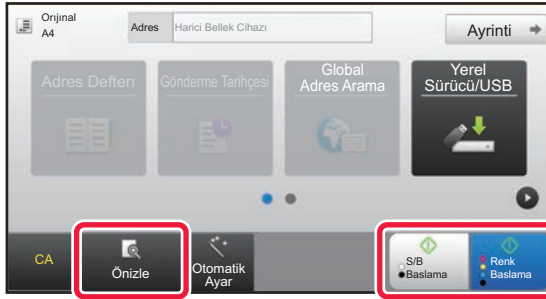 Orıjınal
A4
Adres
Harici Bellek Cihazı
Ayrinti
Adres Defteri
Gönderme Tarihçesi
Global
Adres Arama
Yerel
Sürücü/USB
CA
Önizle
Otomatik
Ayar
S/B
Baslama
Renk
Baslama